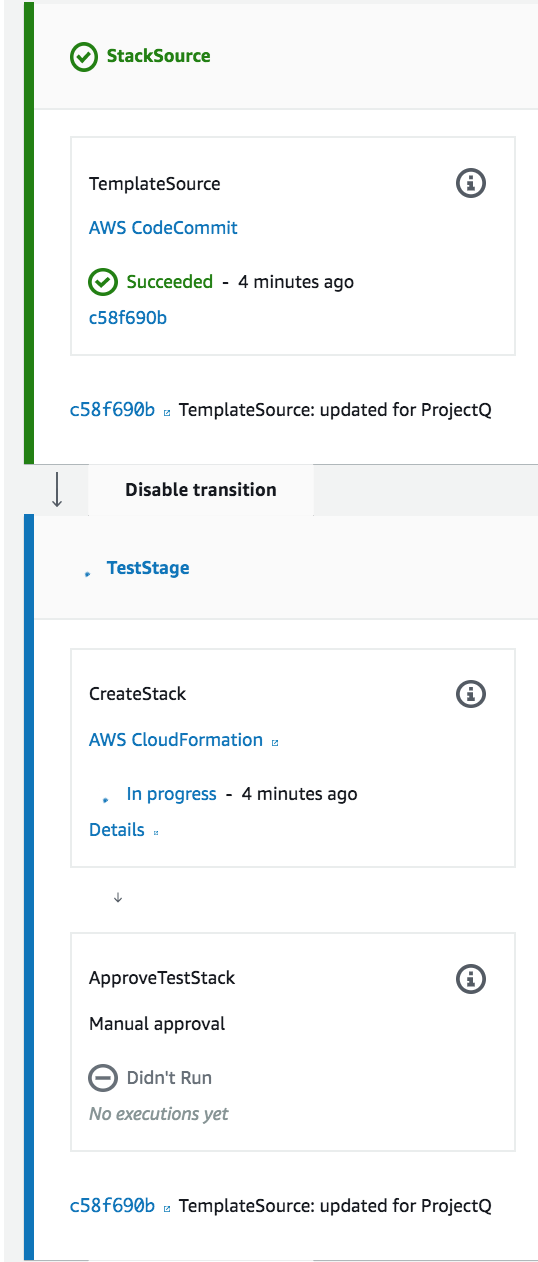 StackSource
TemplateSource
AWS CodeCommit
Succeeded - 4 minutes ago
c58f690b
c58f690b TemplateSource: updated for ProjectQ
Disable transition
TestStage
CreateStack
AWS CloudFormation
In progress - 4 minutes ago
Details
ApproveTestStack
Manual approval
Didn't Run
No executions yet
c58f690b TemplateSource: updated for ProjectQ